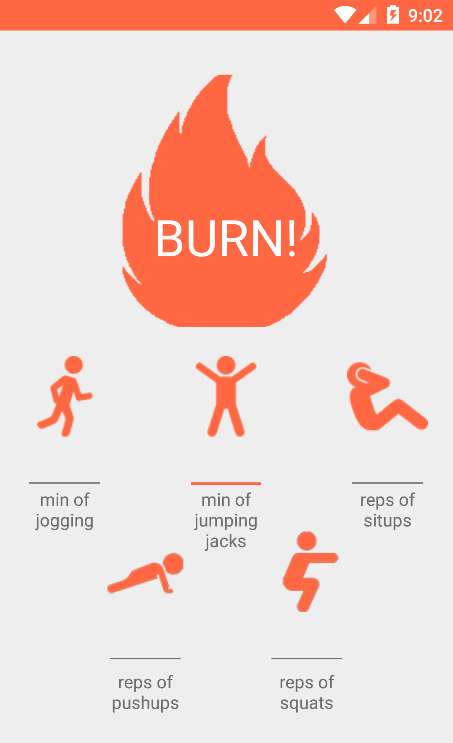 9:02
BURN!
min of
jogging
min of
jumping
jacks
reps of
situps
reps of
pushups
reps of
squats